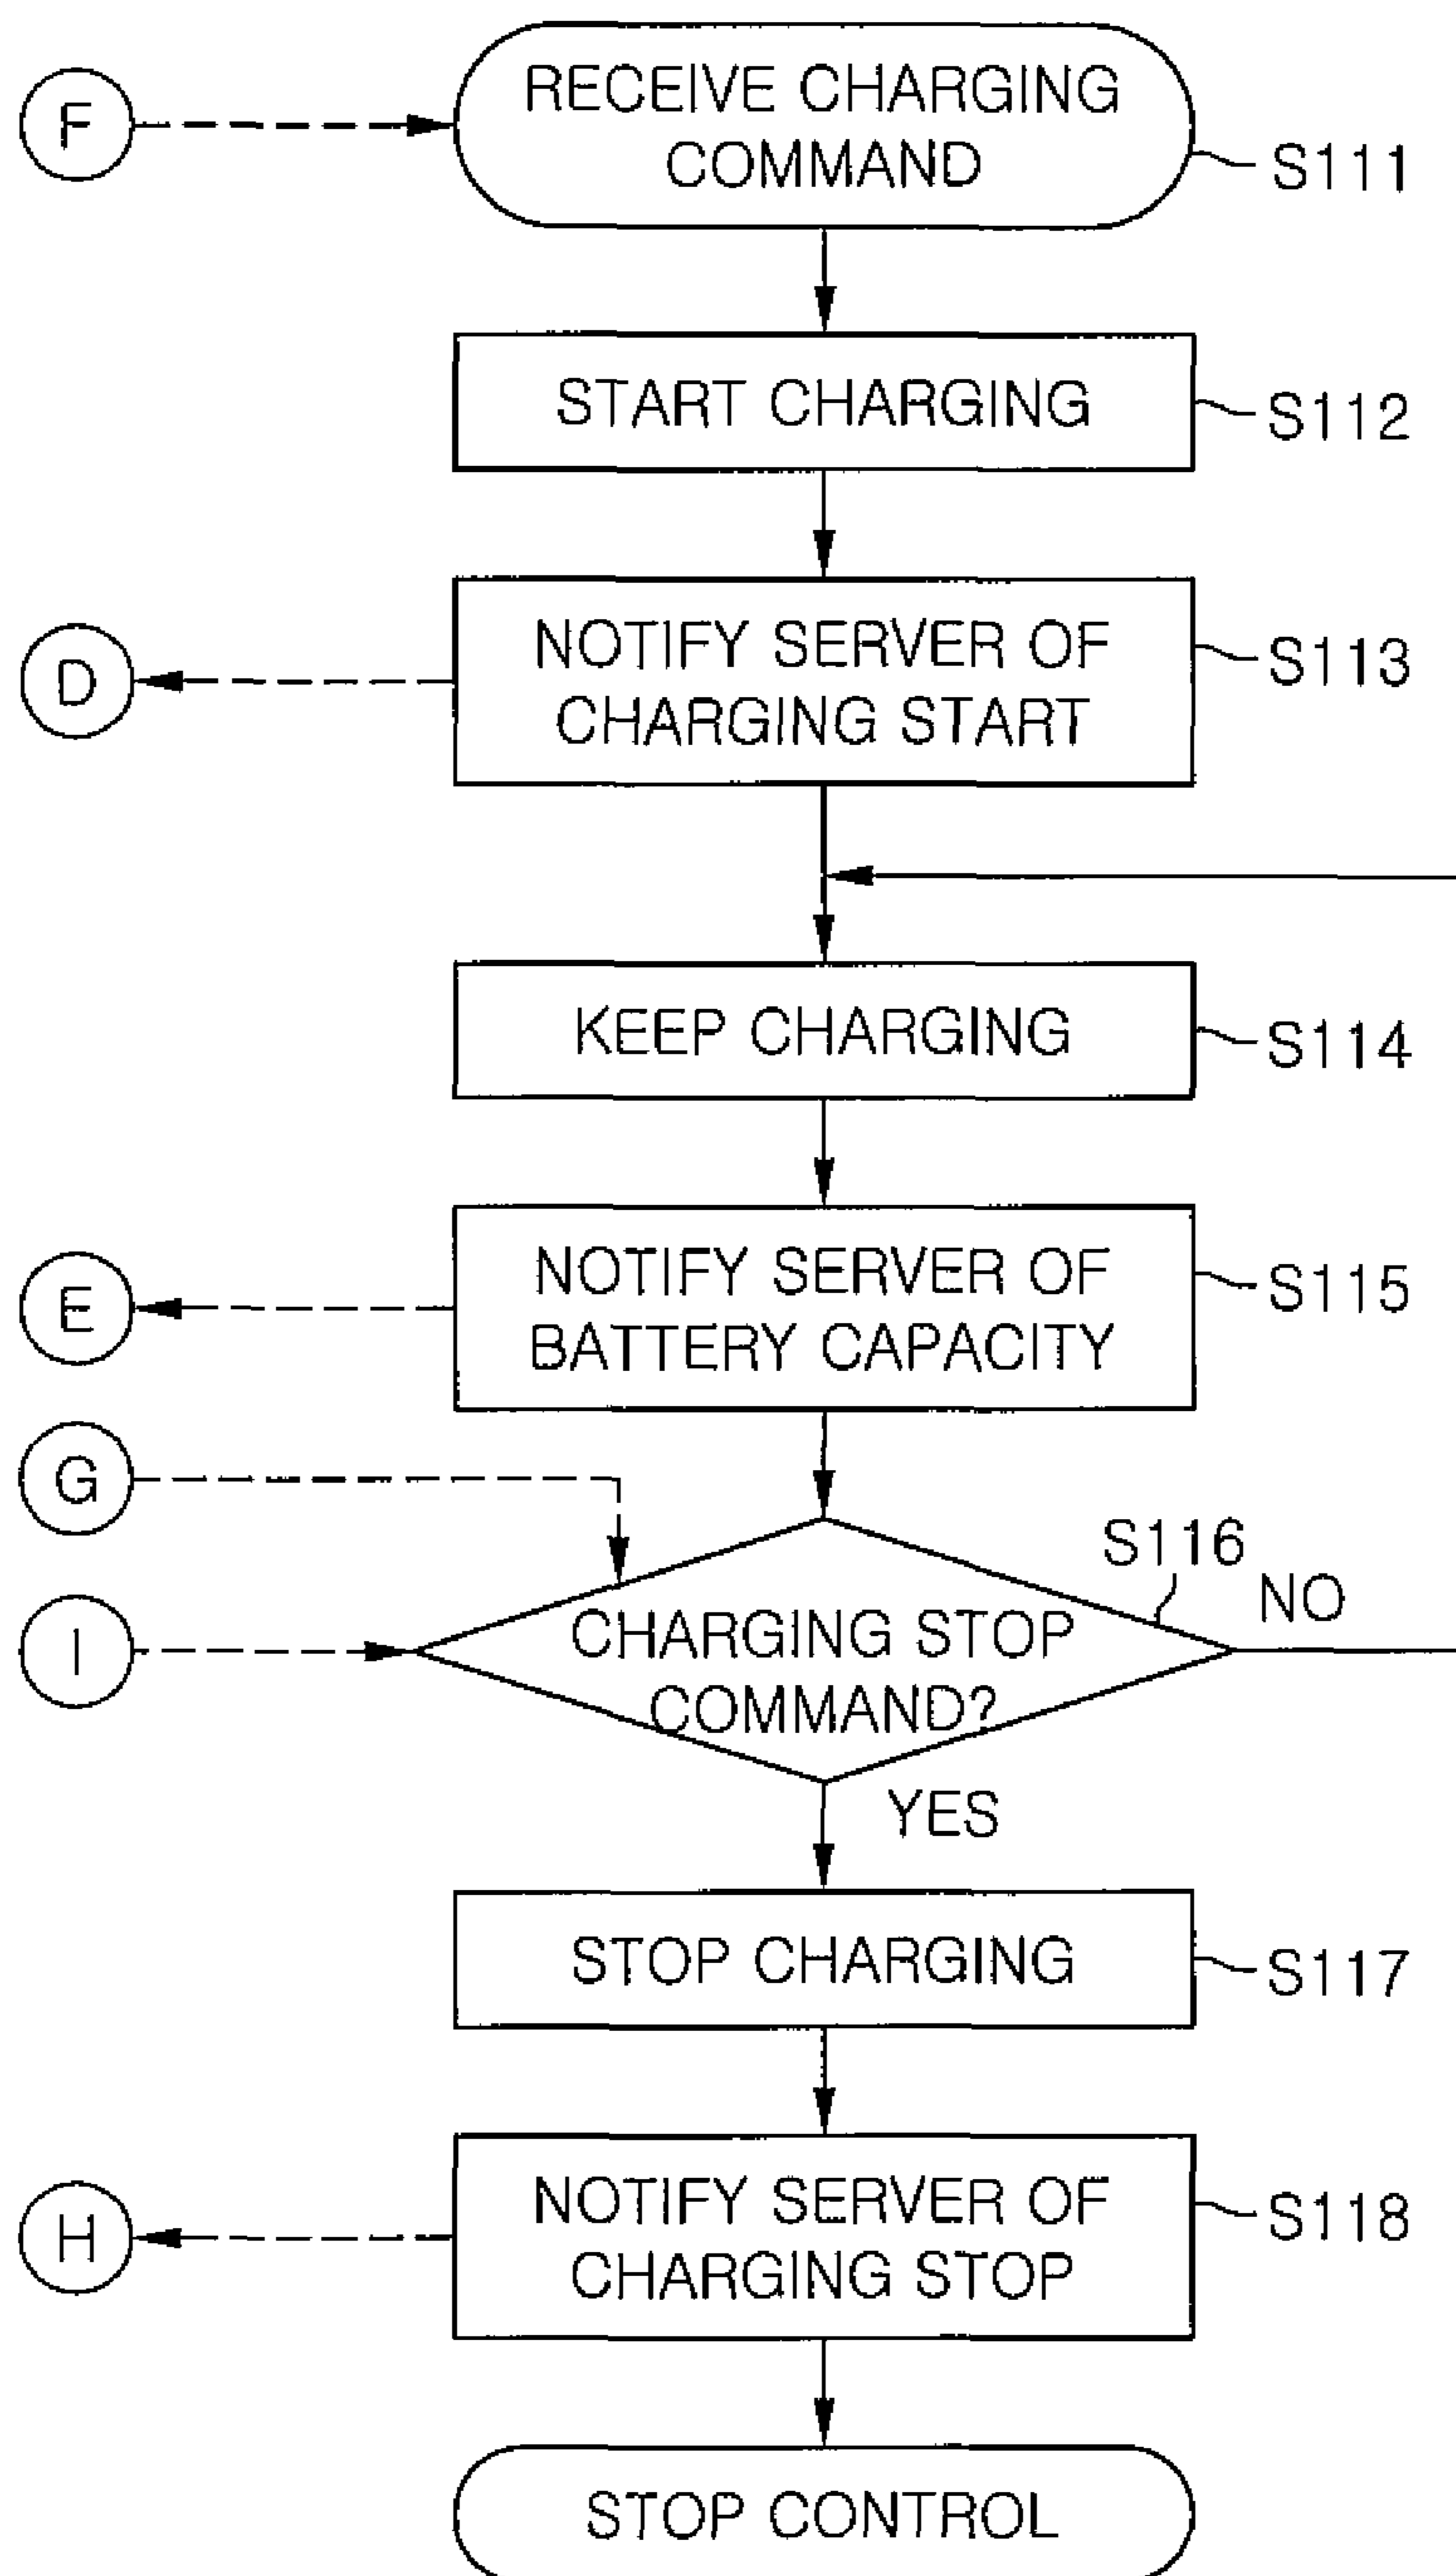 F
RECEIVE CHARGING
COMMAND
S111
START CHARGING
S112
NOTIFY SERVER OF
CHARGING START
S113
D
KEEP CHARGING
S114
NOTIFY SERVER OF
BATTERY CAPACITY
S115
E
G
S116
NO
I
CHARGING STOP
COMMAND?
YES
STOP CHARGING
S117
NOTIFY SERVER OF
CHARGING STOP
S118
H
STOP CONTROL